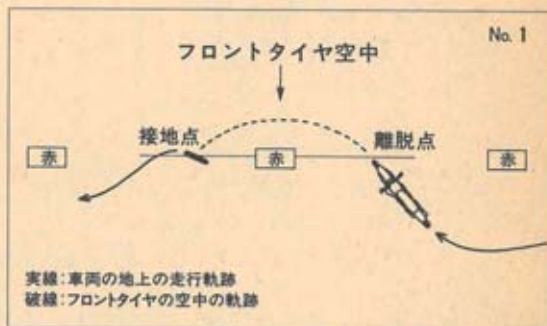 No. 1
フロントタイヤ空中
接地点
離脱点
赤
赤
赤
実線:車両の地上の走行軌跡
破線:フロントタイヤの空中の軌跡